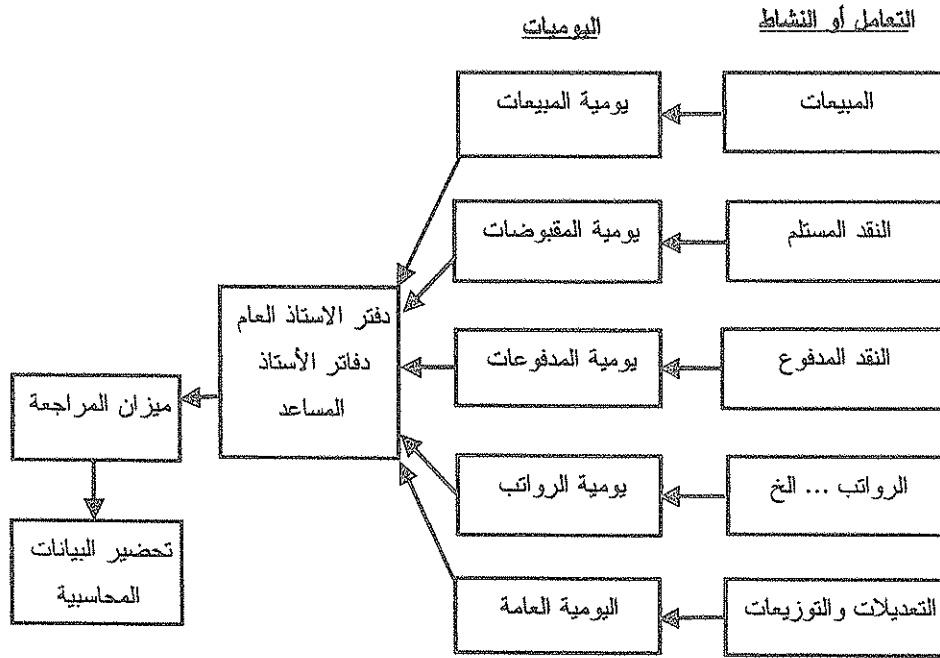 التعامل أو النشاط
اليوميات
المبيعات
يومية المبيعات
النقد المستلم
يومية المقبوضات
النقد المدفوع
يومية المدفوعات
الرواتب ... الخ
يومية الرواتب
التعديلات والتوزيعات
اليومية العامة
دفتر الاستاذ العام
دفاتر الأستاذ
المساعد
ميزان المراجعة
تحضير البيانات
المحاسبية